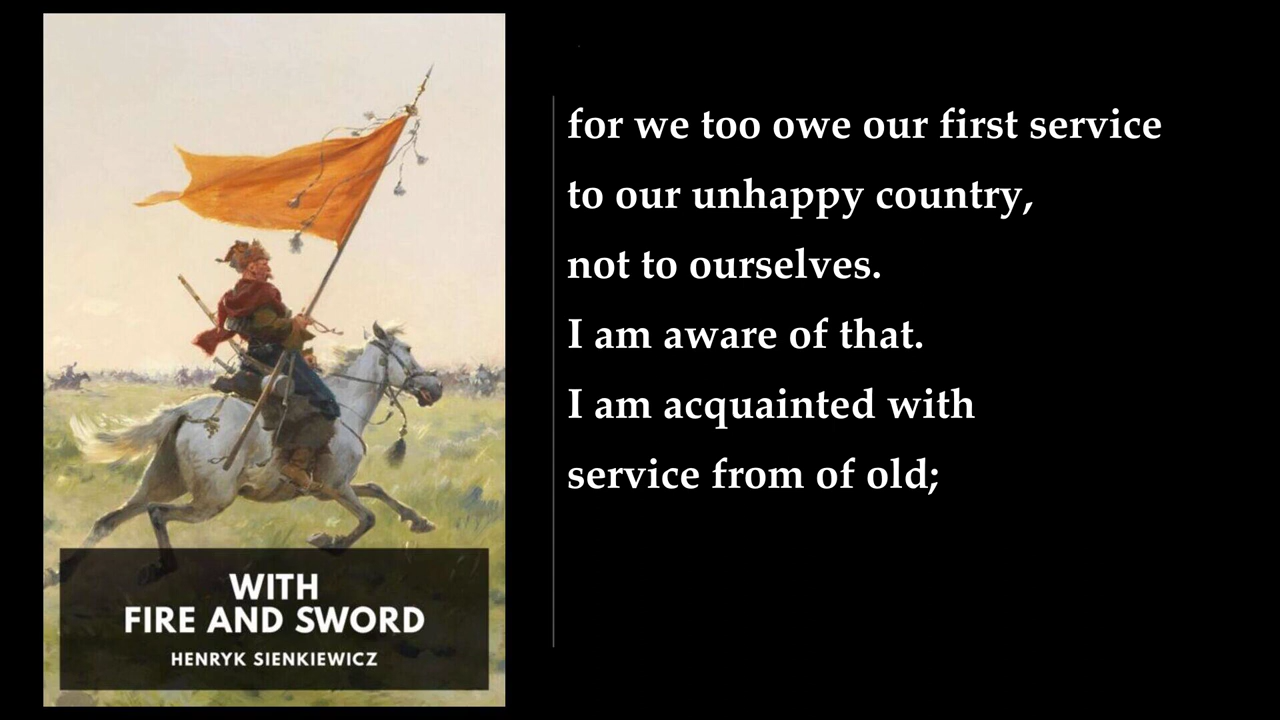 WITH
FIRE AND SWORD
HENRYK SIENKIEWICZ
for we too owe our first service
to our unhappy country,
not to ourselves.
I am aware of that.
I am acquainted with
service from of old;